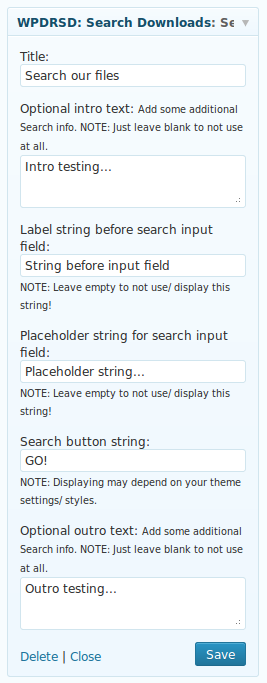 WPDRSD: Search Downloads: Se
Title:
Search our files
Optional intro text: Add some additional
Search info. NOTE: Just leave blank to not use
at all.
Intro testing...
Label string before search input
field:
String before input field
NOTE: Leave empty to not use/ display this
string!
Placeholder string for search input
field:
Placeholder string...
NOTE: Leave empty to not use/ display this
string!
Search button string:
GO!
NOTE: Displaying may depend on your theme
settings/ styles.
Optional outro text: Add some additional
Search info. NOTE: Just leave blank to not use
at all.
Outro testing...
Delete | Close Save